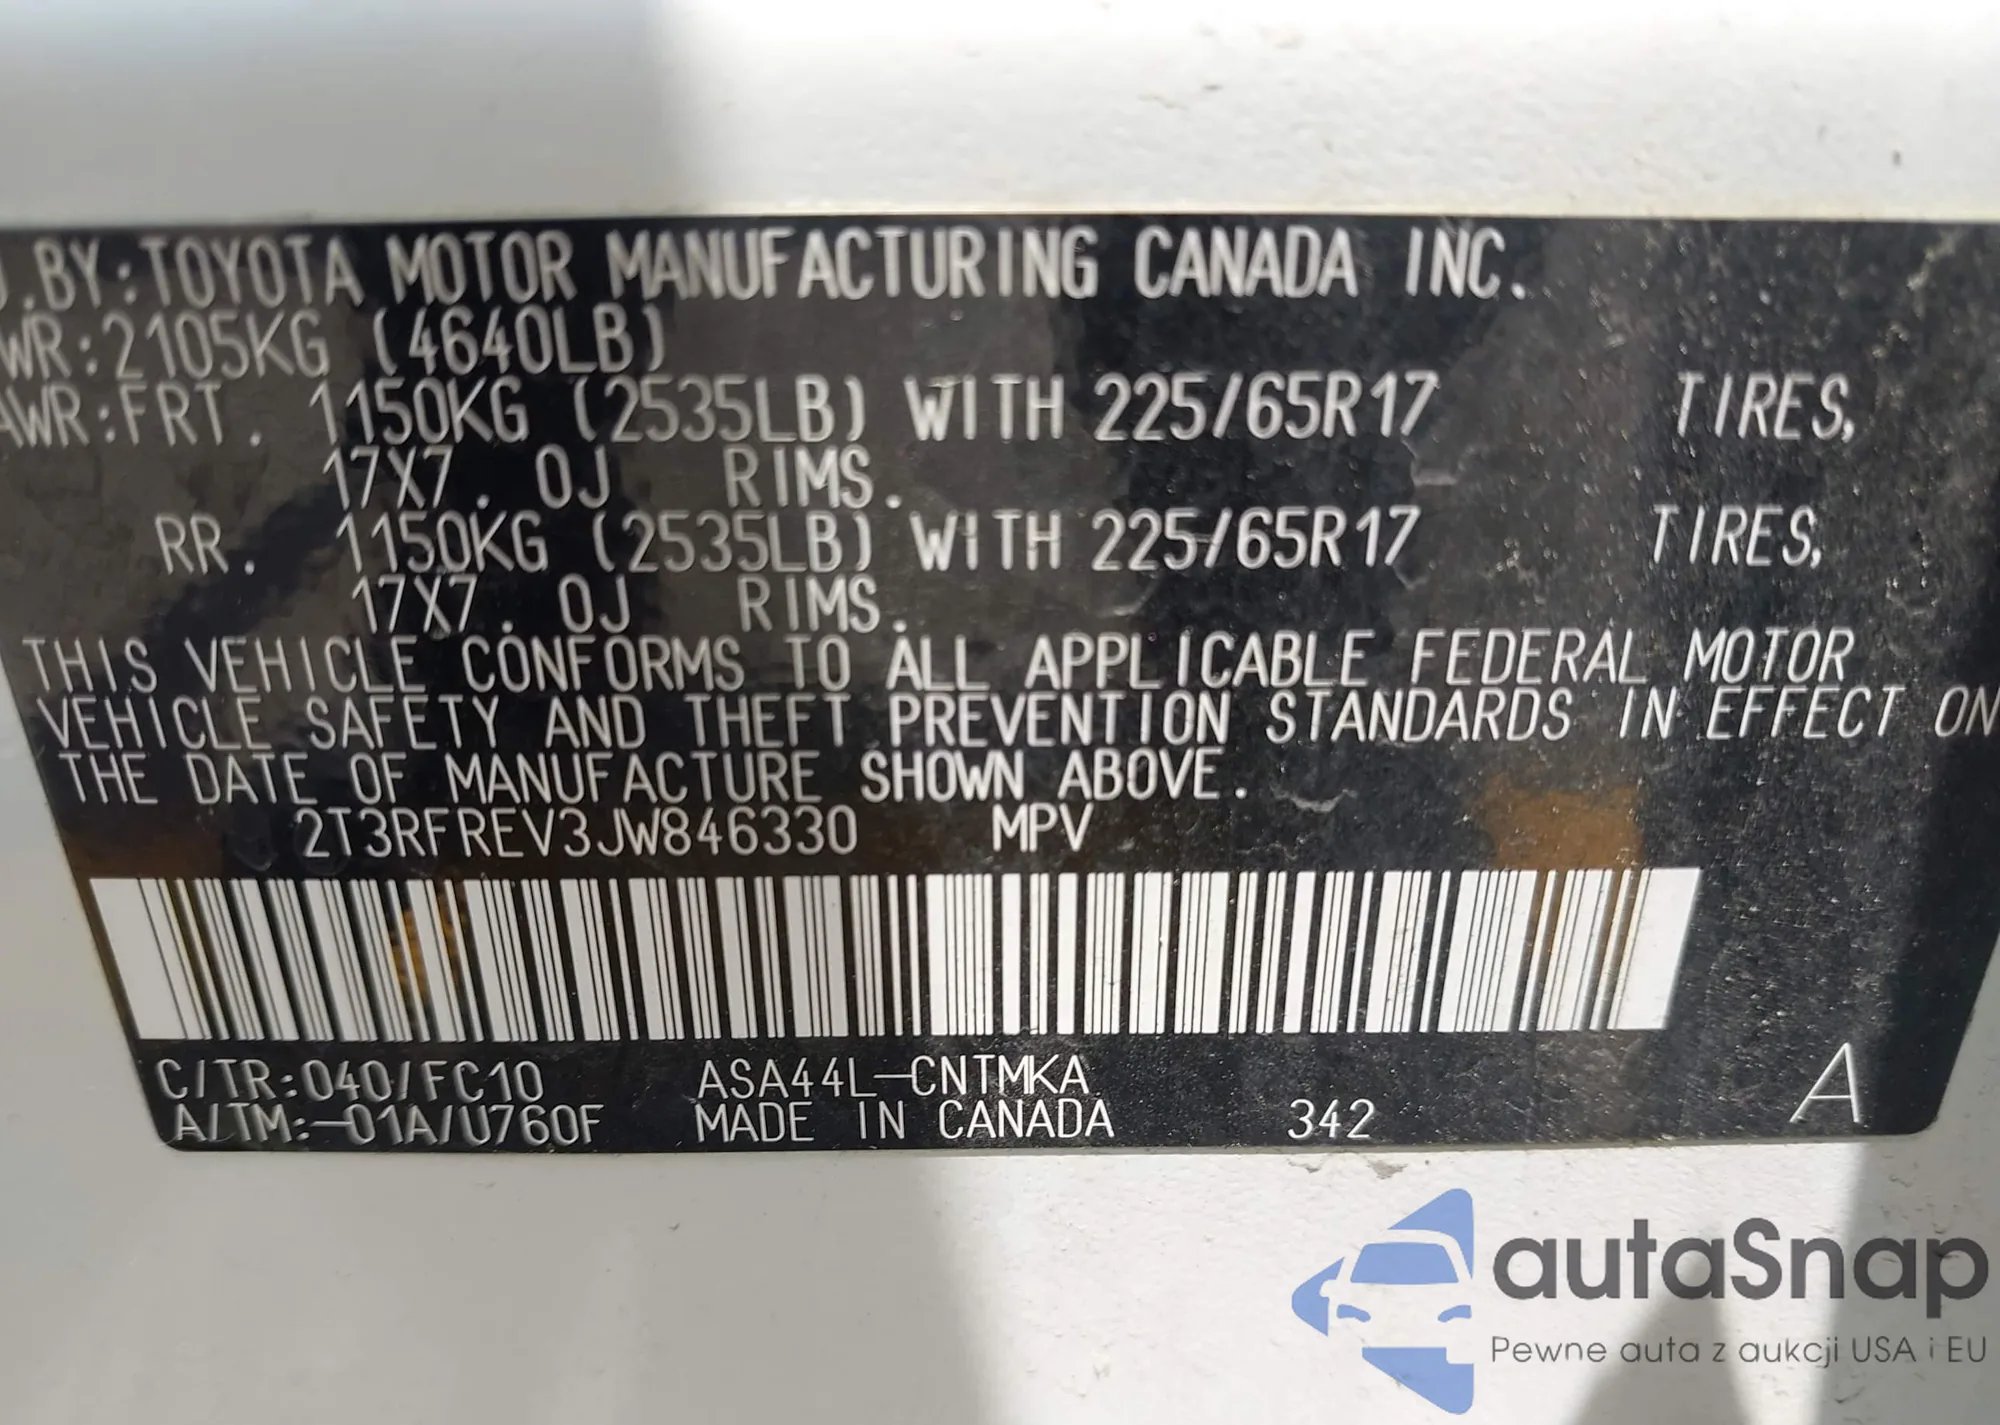 .BY:TOYOTA MOTOR MANUFACTURING CANADA INC.
WR:2105KG (4640LB)
AWR:FRT. 1150KG (2535LB) WITH 225/65R17 TIRES,
17X7.0J RIMS.
RR. 1150KG (2535LB) WITH 225/65R17 TIRES,
17X7.0J RIMS.
THIS VEHICLE CONFORMS TO ALL APPLICABLE FEDERAL MOTOR
VEHICLE SAFETY AND THEFT PREVENTION STANDARDS IN EFFECT ON
THE DATE OF MANUFACTURE SHOWN ABOVE.
2T3RFREV3JW846330 MPV
C/TR:040/FC10 ASA44L-CNTMKA
A/TM:-01A/U760F MADE IN CANADA 342 A
autaSnap
Pewne auta z aukcji USA i EU